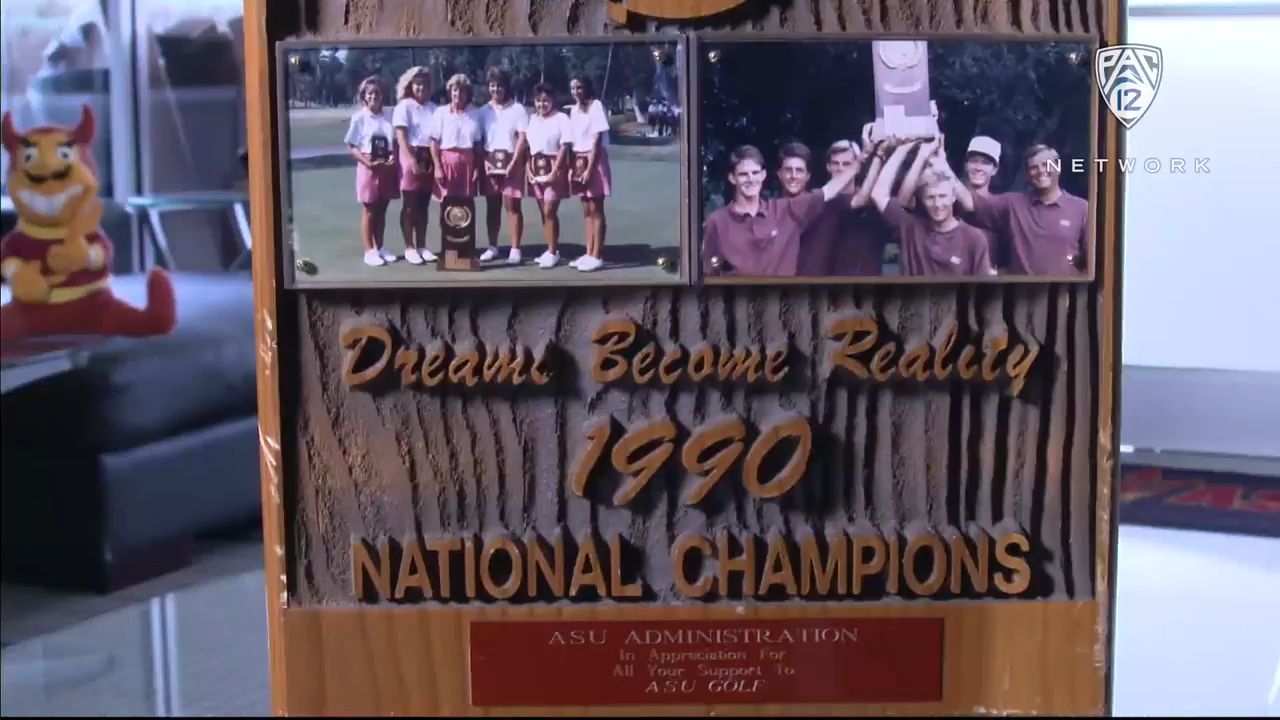 PAC
12
NETWORK
Dreams Become Reality
1990
NATIONAL CHAMPIONS
ASU ADMINISTRATION
In Appreciation For
All Your Support To
ASU GOLF